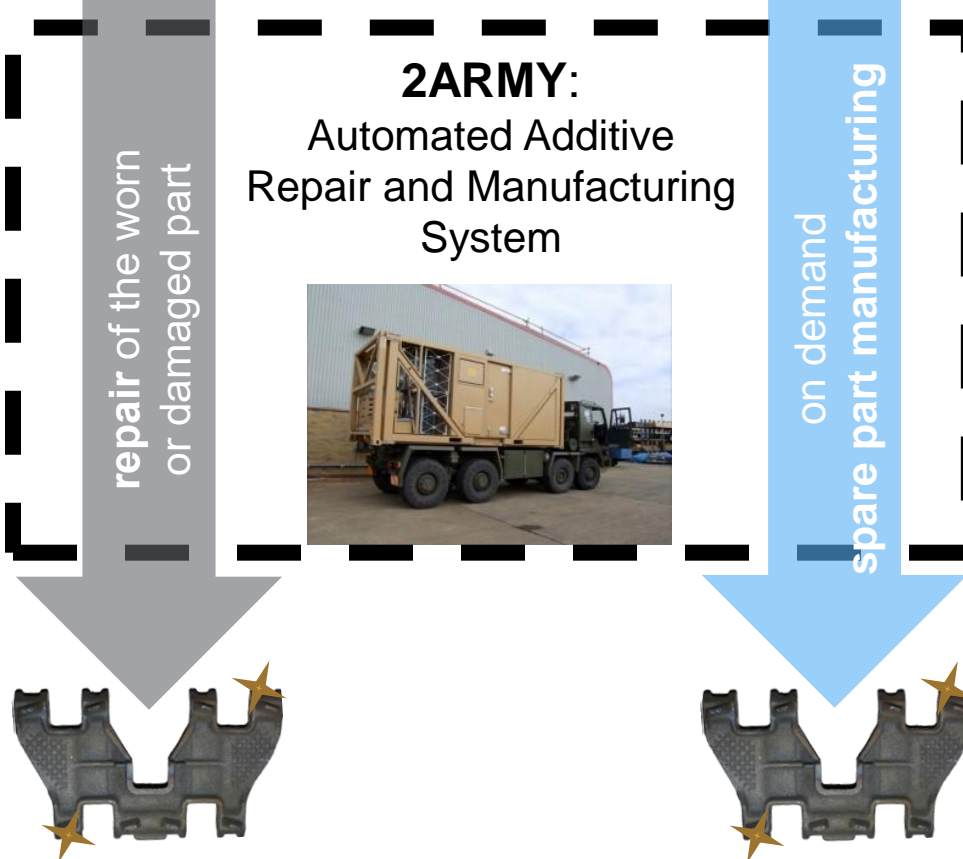 2ARMY:
Automated Additive
Repair and Manufacturing
System
repair of the worn
or damaged part
on demand
spare part manufacturing